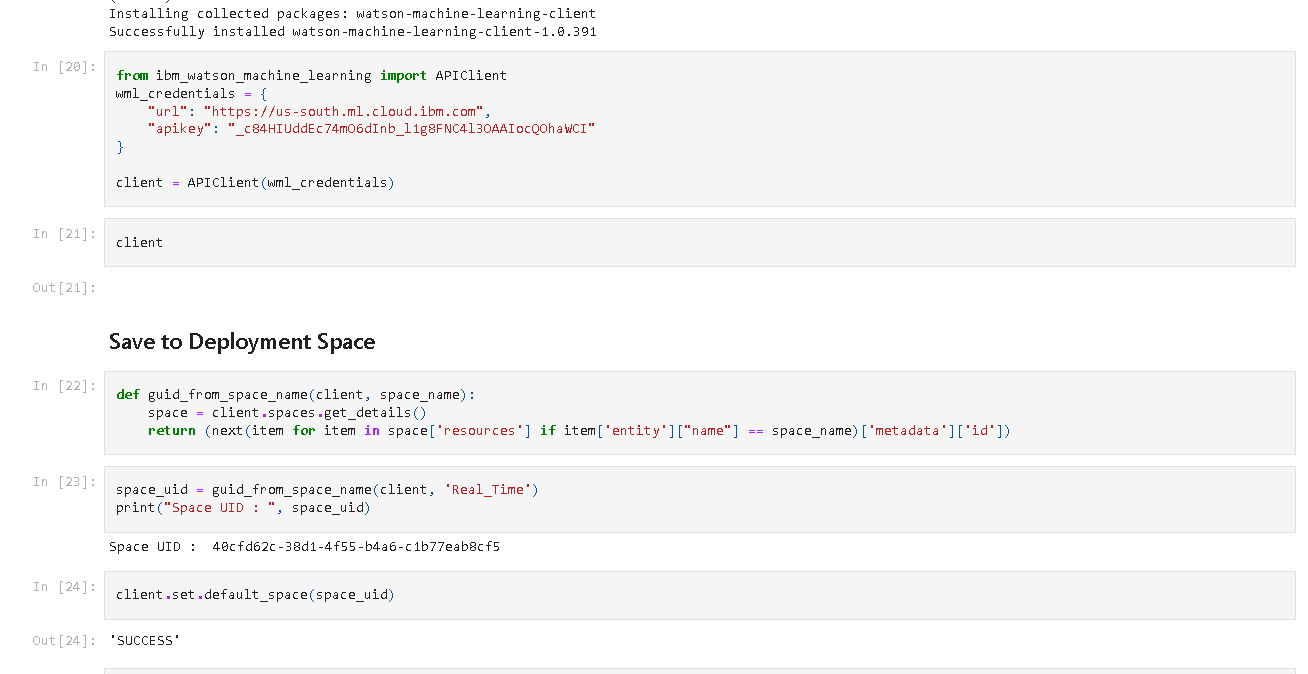 Installing collected packages: watson-machine-learning-client
Successfully installed watson-machine-learning-client-1.0.391
In [20]:
from ibm_watson_machine_learning import APIClient
wml_credentials = {
    "url": "https://us-south.ml.cloud.ibm.com",
    "apikey": "_c84HIUddEc74mO6dInb_l1g8FNC4l3OAAIocQOhaWCI"
}
client = APIClient(wml_credentials)
In [21]:
client
Out[21]:
Save to Deployment Space
In [22]:
def guid_from_space_name(client, space_name):
    space = client.spaces.get_details()
    return (next(item for item in space['resources'] if item['entity']["name"] == space_name)['metadata']['id'])
In [23]:
space_uid = guid_from_space_name(client, 'Real_Time')
print("Space UID : ", space_uid)
Space UID :  40cfd62c-38d1-4f55-b4a6-c1b77eab8cf5
In [24]:
client.set.default_space(space_uid)
Out[24]:
'SUCCESS'